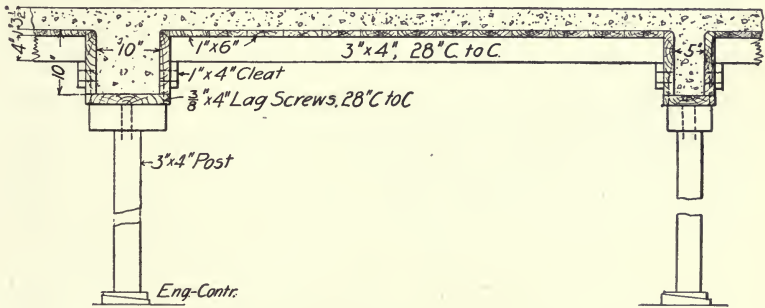 3½"
4"
10"
10"
1"x6"
3"x4", 28"C. to C.
5"
1"x4" Cleat
3/8"x4" Lag Screws, 28"C to C
3"x4" Post
Eng-Contr.